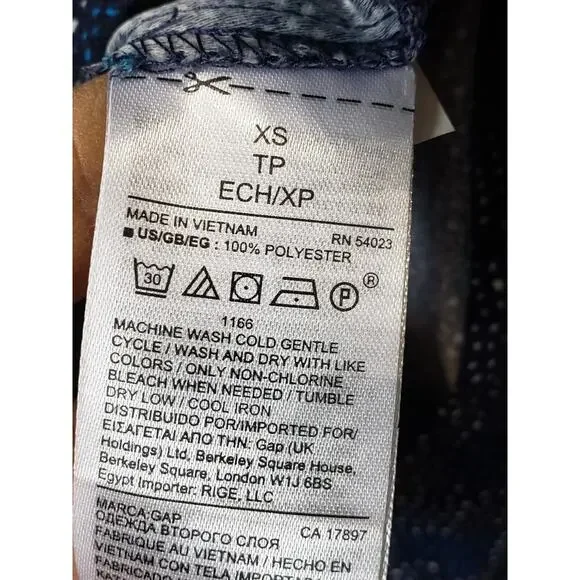 XS
TP
ECH/XP
MADE IN VIETNAM RN 54023
■ US/GB/EG : 100% POLYESTER
30 P ®
1166
MACHINE WASH COLD GENTLE
CYCLE / WASH AND DRY WITH LIKE
COLORS / ONLY NON-CHLORINE
BLEACH WHEN NEEDED / TUMBLE
DRY LOW / COOL IRON
DISTRIBUIDO POR/IMPORTED FOR/
ΕΙΣΑΓΕΤΑΙ ΑΠΟ ΤΗΝ: Gap (UK
Holdings) Ltd, Berkeley Square House,
Berkeley Square, London W1J 6BS
Egypt Importer: RIGE, LLC
MARCA:GAP CA 17897
ОДЕЖДА ВТОРОГО СЛОЯ
FABRIQUE AU VIETNAM / HECHO EN
VIETNAM CON TELA IMPORTADA
FABRICADO